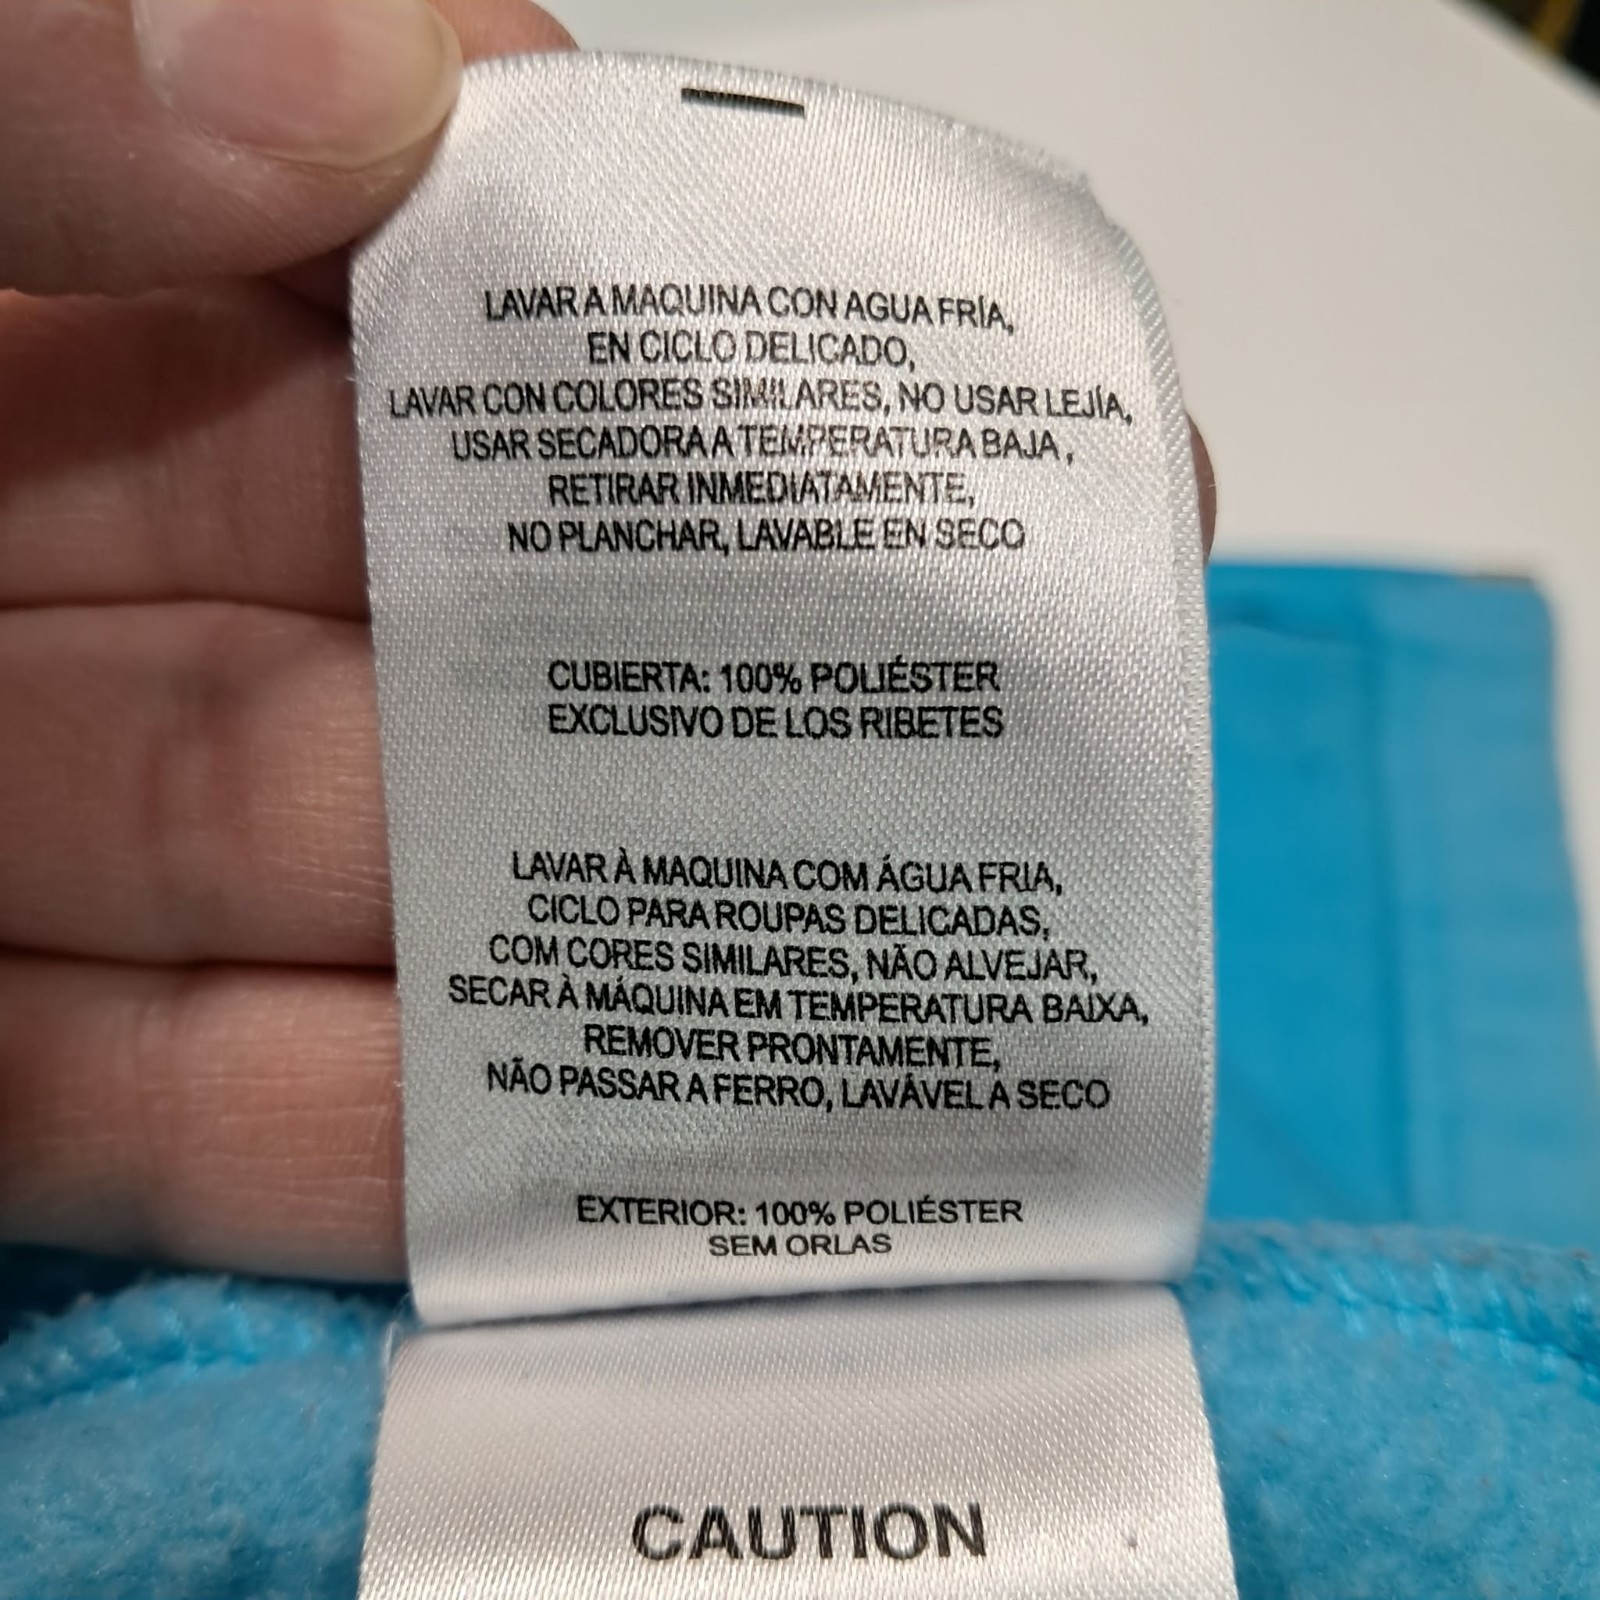 LAVAR A MAQUINA CON AGUA FRÍA,
EN CICLO DELICADO,
LAVAR CON COLORES SIMILARES, NO USAR LEJÍA,
USAR SECADORA A TEMPERATURA BAJA,
RETIRAR INMEDIATAMENTE,
NO PLANCHAR, LAVABLE EN SECO
CUBIERTA: 100% POLIÉSTER
EXCLUSIVO DE LOS RIBETES
LAVAR À MAQUINA COM ÁGUA FRIA,
CICLO PARA ROUPAS DELICADAS,
COM CORES SIMILARES, NÃO ALVEJAR,
SECAR À MÁQUINA EM TEMPERATURA BAIXA,
REMOVER PRONTAMENTE,
NÃO PASSAR A FERRO, LAVÁVEL A SECO
EXTERIOR: 100% POLIÉSTER
SEM ORLAS
CAUTION